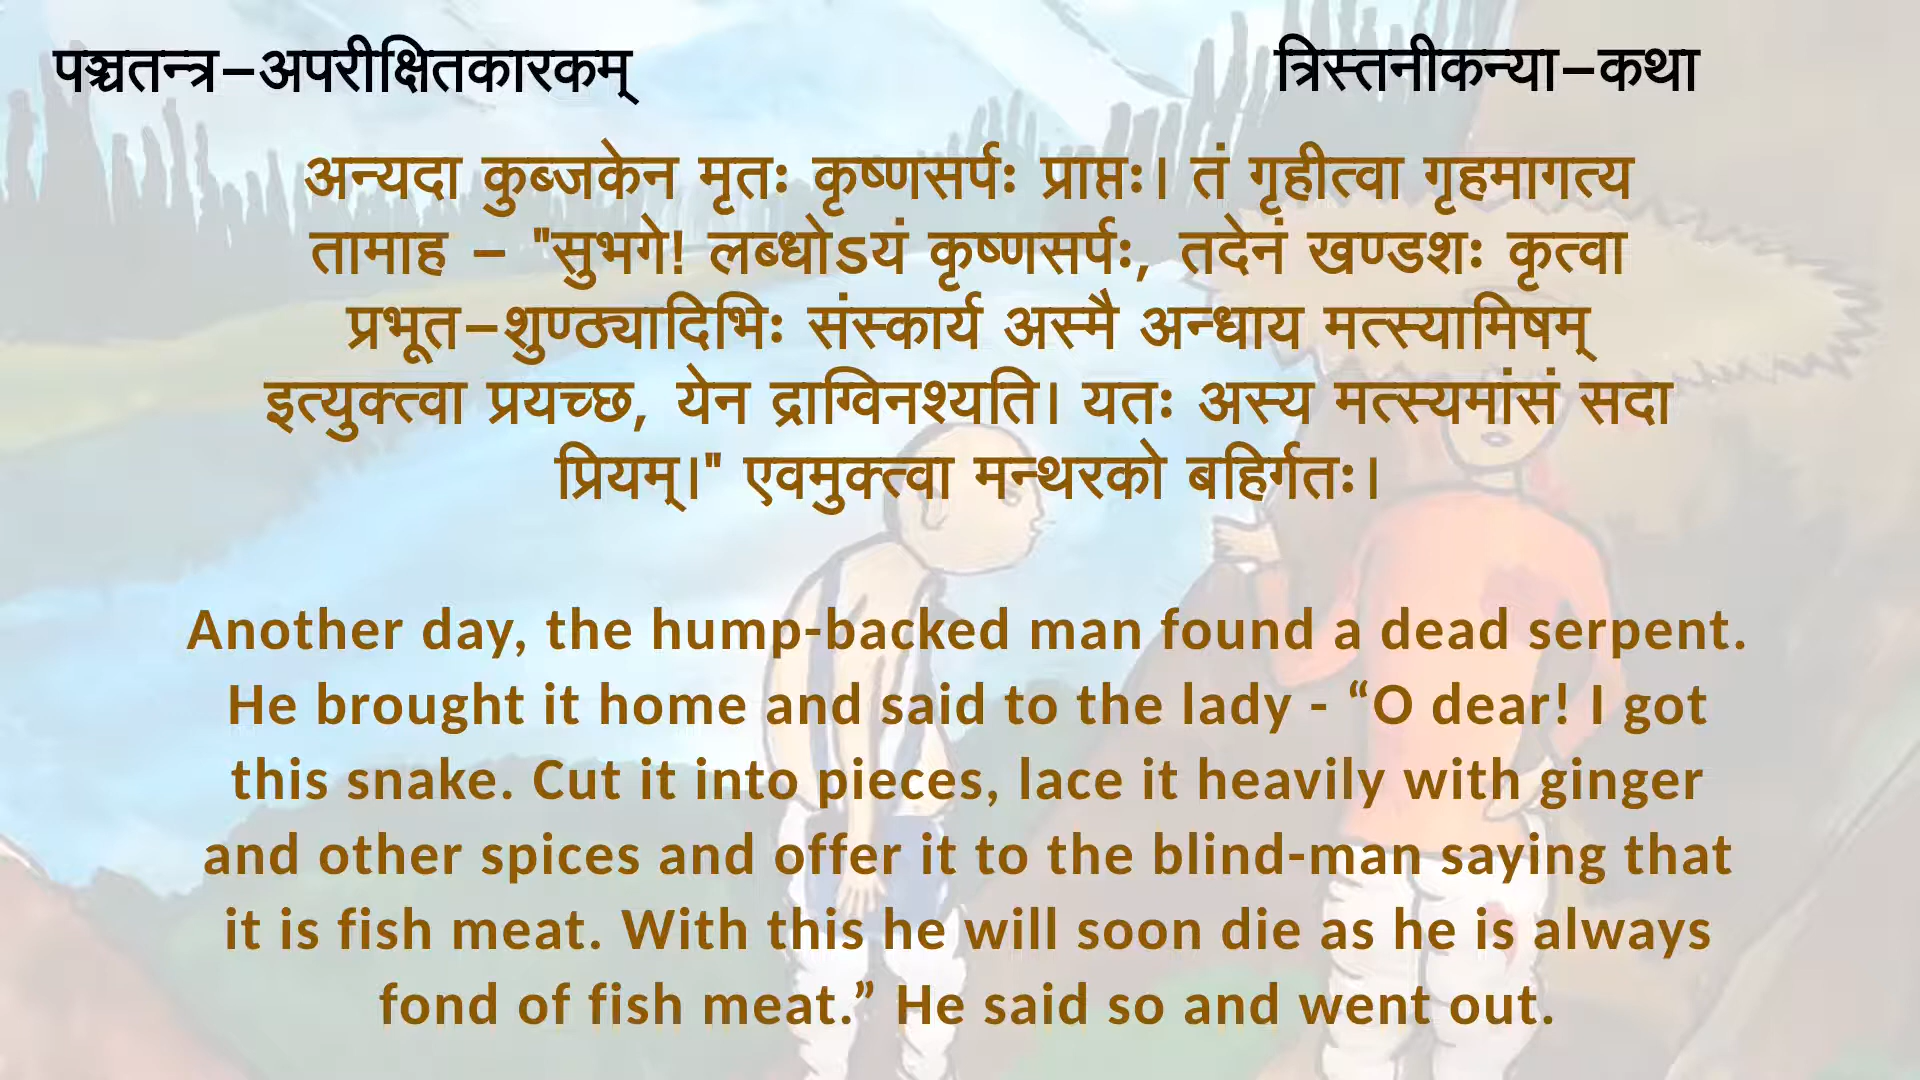 पञ्चतन्त्र–अपरीक्षितकारकम्
त्रिस्तनीकन्या–कथा
अन्यदा कुब्जकेन मृतः कृष्णसर्पः प्राप्तः। तं गृहीत्वा गृहमागत्य
तामाह – "सुभगे! लब्धोऽयं कृष्णसर्पः, तदेनं खण्डशः कृत्वा
प्रभूत–शुण्ठ्यादिभिः संस्कार्य अस्मै अन्धाय मत्स्यामिषम्
इत्युक्त्वा प्रयच्छ, येन द्राग्विनश्यति। यतः अस्य मत्स्यमांसं सदा
प्रियम्।" एवमुक्त्वा मन्थरको बहिर्गतः।
Another day, the hump-backed man found a dead serpent.
He brought it home and said to the lady - “O dear! I got
this snake. Cut it into pieces, lace it heavily with ginger
and other spices and offer it to the blind-man saying that
it is fish meat. With this he will soon die as he is always
fond of fish meat.” He said so and went out.